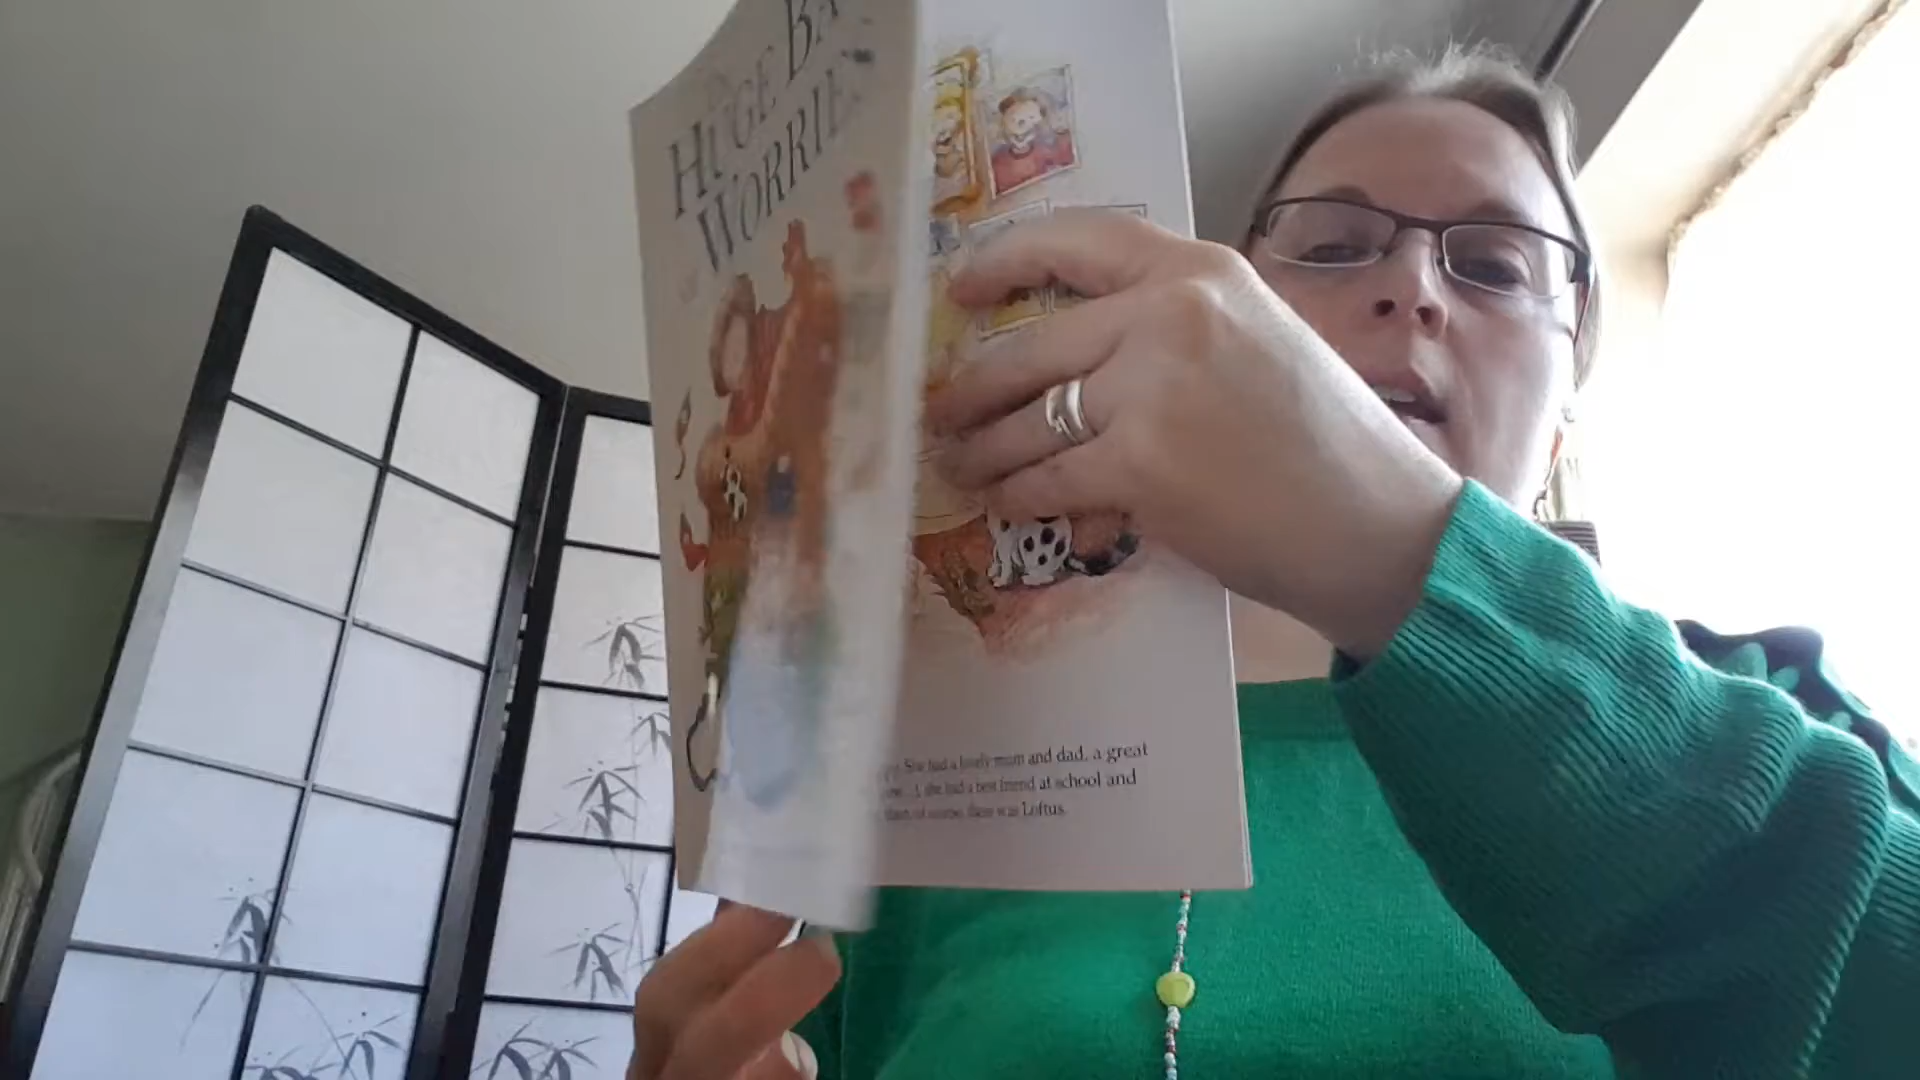 HUGE BA
WORRIE
She had a lovely mum and dad, a great
she had a best friend at school and
then, of course, there was Loftus.